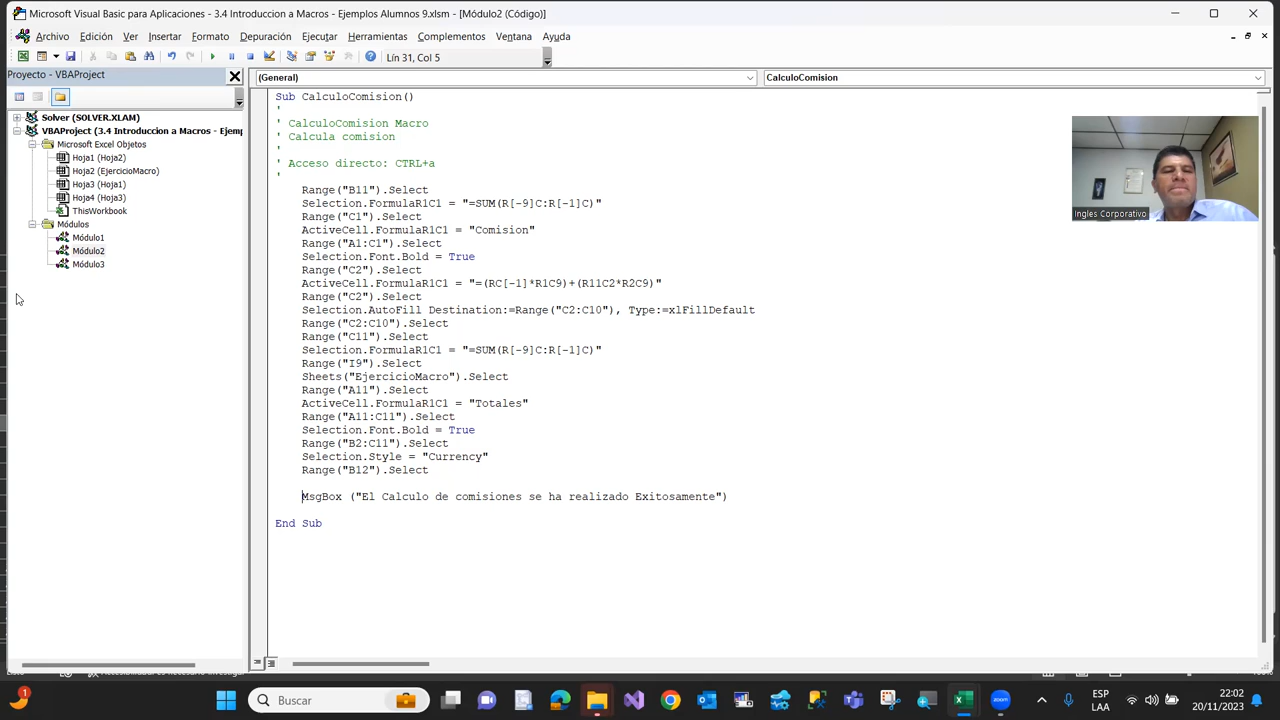 Microsoft Visual Basic para Aplicaciones - 3.4 Introduccion a Macros - Ejemplos Alumnos 9.xlsm - [Módulo2 (Código)]
Archivo Edición Ver Insertar Formato Depuración Ejecutar Herramientas Complementos Ventana Ayuda
Lín 31, Col 5
Proyecto - VBAProject
(General)
CalculoComision
Solver (SOLVER.XLAM)
VBAProject (3.4 Introduccion a Macros - Ejemp
Microsoft Excel Objetos
Hoja1 (Hoja2)
Hoja2 (EjercicioMacro)
Hoja3 (Hoja1)
Hoja4 (Hoja3)
ThisWorkbook
Módulos
Módulo1
Módulo2
Módulo3
Sub CalculoComision()
'
' CalculoComision Macro
' Calcula comision
'
' Acceso directo: CTRL+a
'
Range("B11").Select
Selection.FormulaR1C1 = "=SUM(R[-9]C:R[-1]C)"
Range("C1").Select
ActiveCell.FormulaR1C1 = "Comision"
Range("A1:C1").Select
Selection.Font.Bold = True
Range("C2").Select
ActiveCell.FormulaR1C1 = "=(RC[-1]*R1C9)+(R11C2*R2C9)"
Range("C2").Select
Selection.AutoFill Destination:=Range("C2:C10"), Type:=xlFillDefault
Range("C2:C10").Select
Range("C11").Select
Selection.FormulaR1C1 = "=SUM(R[-9]C:R[-1]C)"
Range("I9").Select
Sheets("EjercicioMacro").Select
Range("A11").Select
ActiveCell.FormulaR1C1 = "Totales"
Range("A11:C11").Select
Selection.Font.Bold = True
Range("B2:C11").Select
Selection.Style = "Currency"
Range("B12").Select
MsgBox ("El Calculo de comisiones se ha realizado Exitosamente")
End Sub
Ingles Corporativo
Buscar
1
ESP
LAA
22:02
20/11/2023